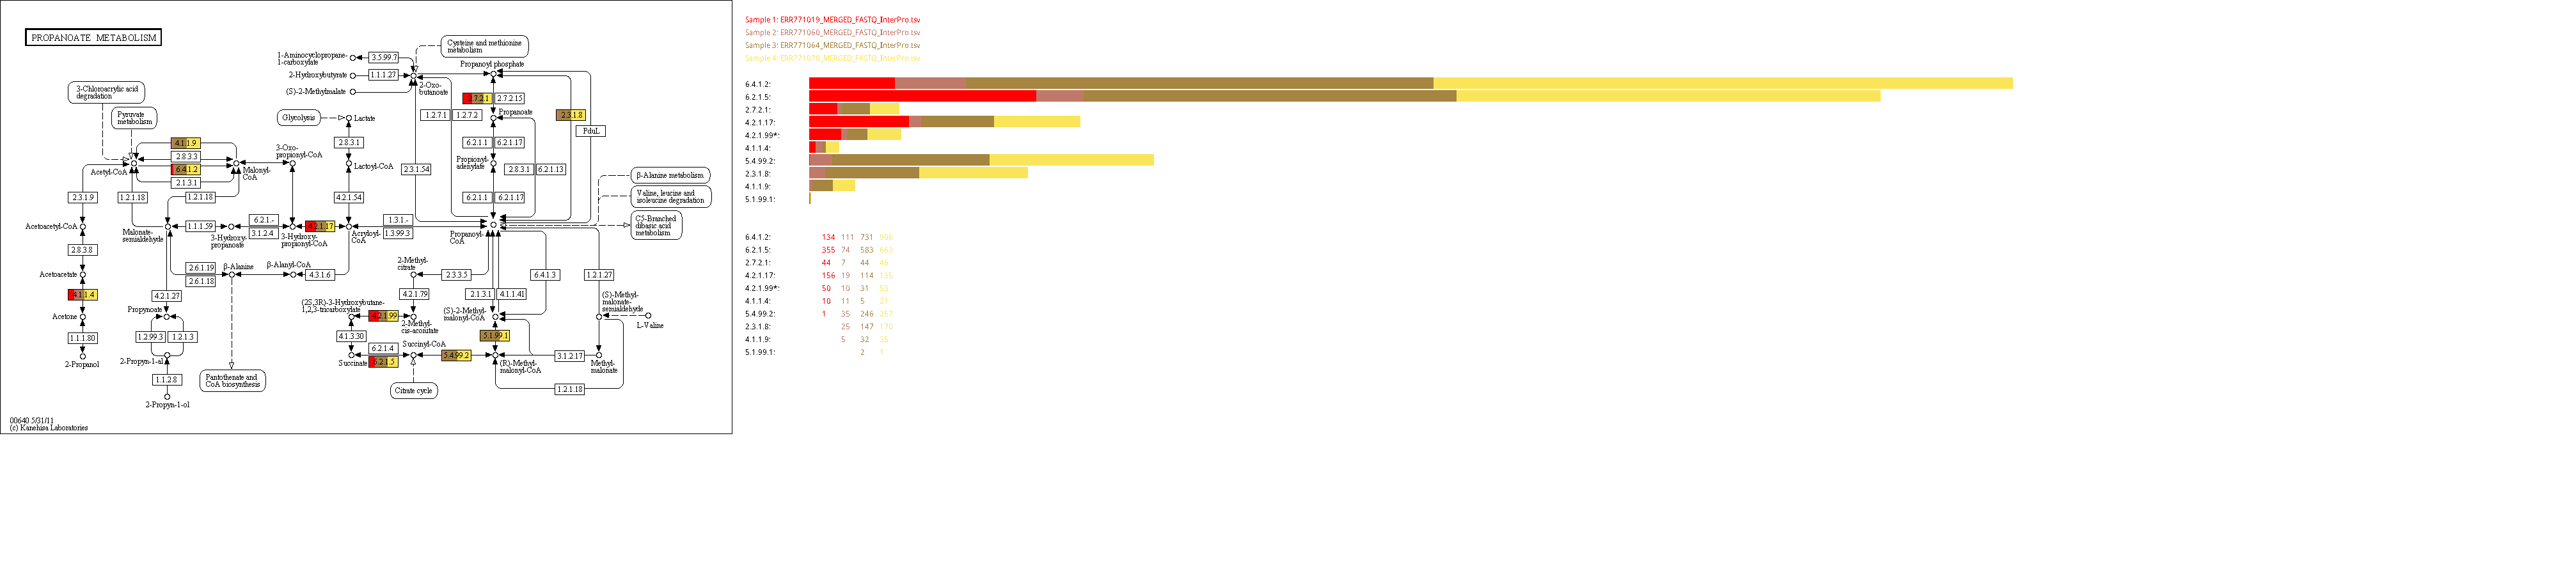 PROPANOATE METABOLISM
Cysteine and methionine
metabolism
1-Aminocyclopropane-
1-carboxylate
3.5.99.7
Propanoyl phosphate
2-Hydroxybutyrate
1.1.1.27
2-Oxo-
butanoate
(S)-2-Methylmalate
3-Chloroacrylic acid
degradation
2.7.2.1
2.7.2.15
Pyruvate
metabolism
Glycolysis
Lactate
1.2.7.1
1.2.7.2
Propanoate
2.3.1.8
PduL
4.1.1.9
2.8.3.3
6.4.1.2
2.1.3.1
Acetyl-CoA
Malonyl-
CoA
3-Oxo-
propionyl-CoA
2.8.3.1
Lactoyl-CoA
6.2.1.1
6.2.1.17
Propionyl-
adenylate
2.3.1.54
2.8.3.1
6.2.1.13
β-Alanine metabolism
Valine, leucine and
isoleucine degradation
C5-Branched
dibasic acid
metabolism
2.3.1.9
1.2.1.18
1.2.1.18
4.2.1.54
6.2.1.1
6.2.1.17
Acetoacetyl-CoA
Malonate-
semialdehyde
1.1.1.59
3-Hydroxy-
propanoate
6.2.1.-
3.1.2.4
3-Hydroxy-
propionyl-CoA
4.2.1.17
Acryloyl-
CoA
1.3.1.-
1.3.99.3
Propanoyl-
CoA
2.8.3.8
Acetoacetate
2.6.1.19
2.6.1.18
β-Alanine
β-Alanyl-CoA
4.3.1.6
2-Methyl-
citrate
2.3.3.5
6.4.1.3
1.2.1.27
4.1.1.4
4.2.1.27
4.2.1.79
2.1.3.1
4.1.1.41
(S)-Methyl-
malonate-
semialdehyde
(2S,3R)-3-Hydroxybutane-
1,2,3-tricarboxylate
4.2.1.99
2-Methyl-
cis-aconitate
(S)-2-Methyl-
malonyl-CoA
L-Valine
Acetone
Propynoate
1.1.1.80
1.2.99.3
1.2.1.3
4.1.3.30
5.1.99.1
2-Propanol
2-Propyn-1-al
6.2.1.4
6.2.1.5
Succinate
Succinyl-CoA
5.4.99.2
(R)-Methyl-
malonyl-CoA
3.1.2.17
Methyl-
malonate
1.1.2.8
Pantothenate and
CoA biosynthesis
Citrate cycle
1.2.1.18
2-Propyn-1-ol
00640 5/31/11
(c) Kanehisa Laboratories
Sample 1: ERR771019_MERGED_FASTQ_InterPro.tsv
Sample 2: ERR771060_MERGED_FASTQ_InterPro.tsv
Sample 3: ERR771064_MERGED_FASTQ_InterPro.tsv
Sample 4: ERR771070_MERGED_FASTQ_InterPro.tsv
6.4.1.2:
6.2.1.5:
2.7.2.1:
4.2.1.17:
4.2.1.99*:
4.1.1.4:
5.4.99.2:
2.3.1.8:
4.1.1.9:
5.1.99.1:
6.4.1.2: 134 111 731
6.2.1.5: 355 74 583 663
2.7.2.1: 44 7 44 46
4.2.1.17: 156 19 114 135
4.2.1.99*: 50 10 31 53
4.1.1.4: 10 11 5 21
5.4.99.2: 1 35 246 257
2.3.1.8: 25 147 170
4.1.1.9: 5 32 35
5.1.99.1: 2 1